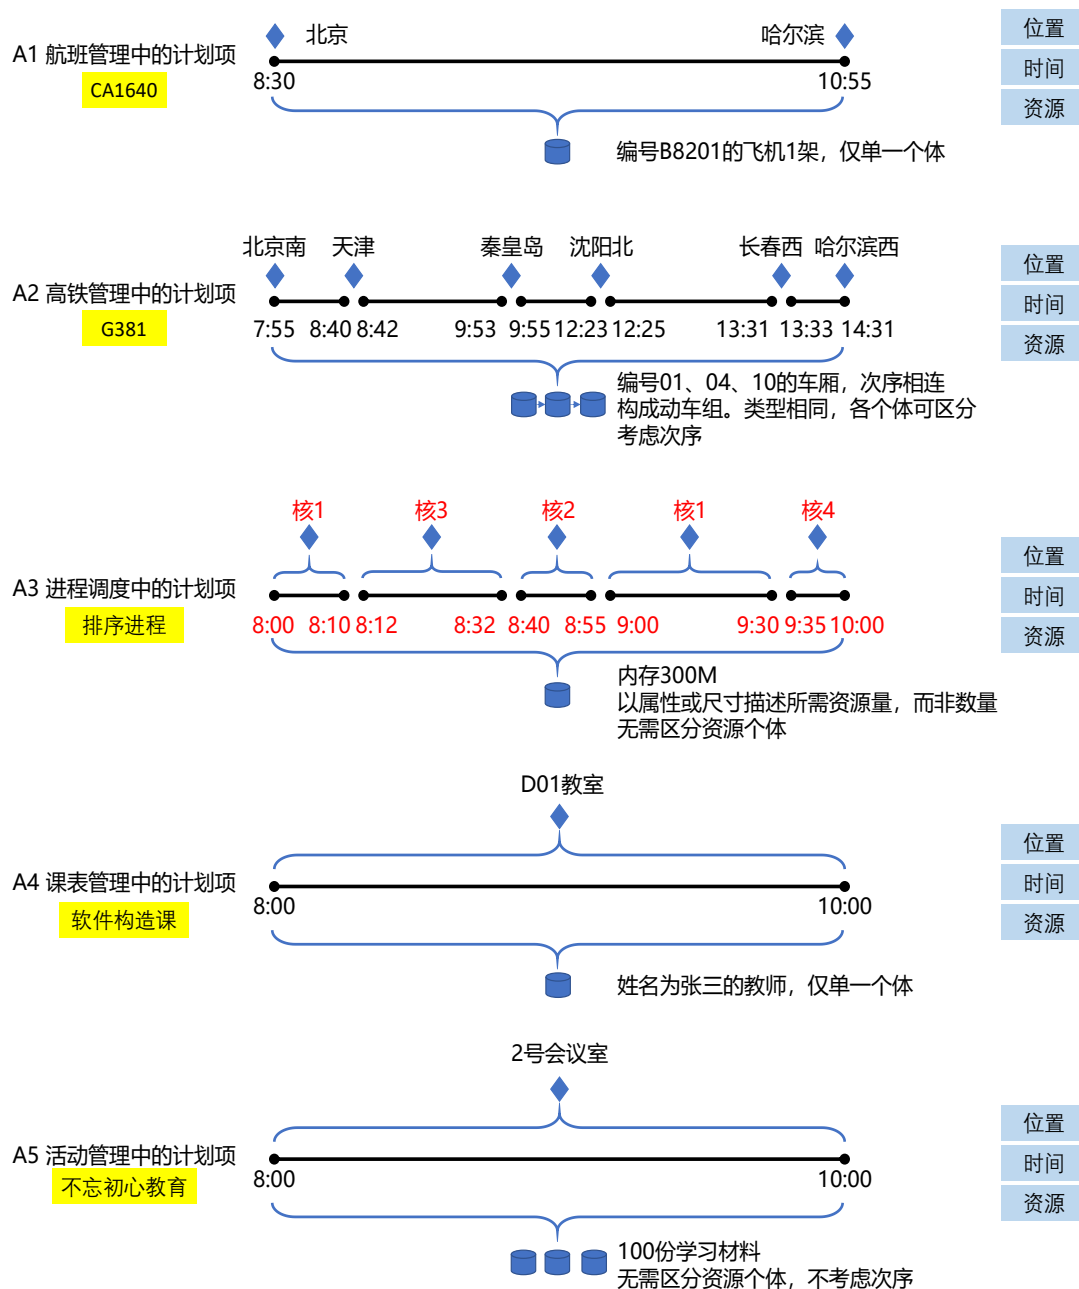 北京
哈尔滨
位置
A1 航班管理中的计划项
时间
CA1640
8:30
10:55
资源
编号B8201的飞机1架，仅单一个体
北京南
天津
秦皇岛
沈阳北
长春西
哈尔滨西
位置
A2 高铁管理中的计划项
时间
G381
7:55
8:40
8:42
9:53
9:55
12:23
12:25
13:31
13:33
14:31
资源
编号01、04、10的车厢，次序相连
构成动车组。类型相同，各个体可区分
考虑次序
核1
核3
核2
核1
核4
位置
A3 进程调度中的计划项
时间
排序进程
8:00
8:10
8:12
8:32
8:40
8:55
9:00
9:30
9:35
10:00
资源
内存300M
以属性或尺寸描述所需资源量，而非数量
无需区分资源个体
D01教室
位置
A4 课表管理中的计划项
时间
软件构造课
8:00
10:00
资源
姓名为张三的教师，仅单一个体
2号会议室
位置
A5 活动管理中的计划项
时间
不忘初心教育
8:00
10:00
资源
100份学习材料
无需区分资源个体，不考虑次序